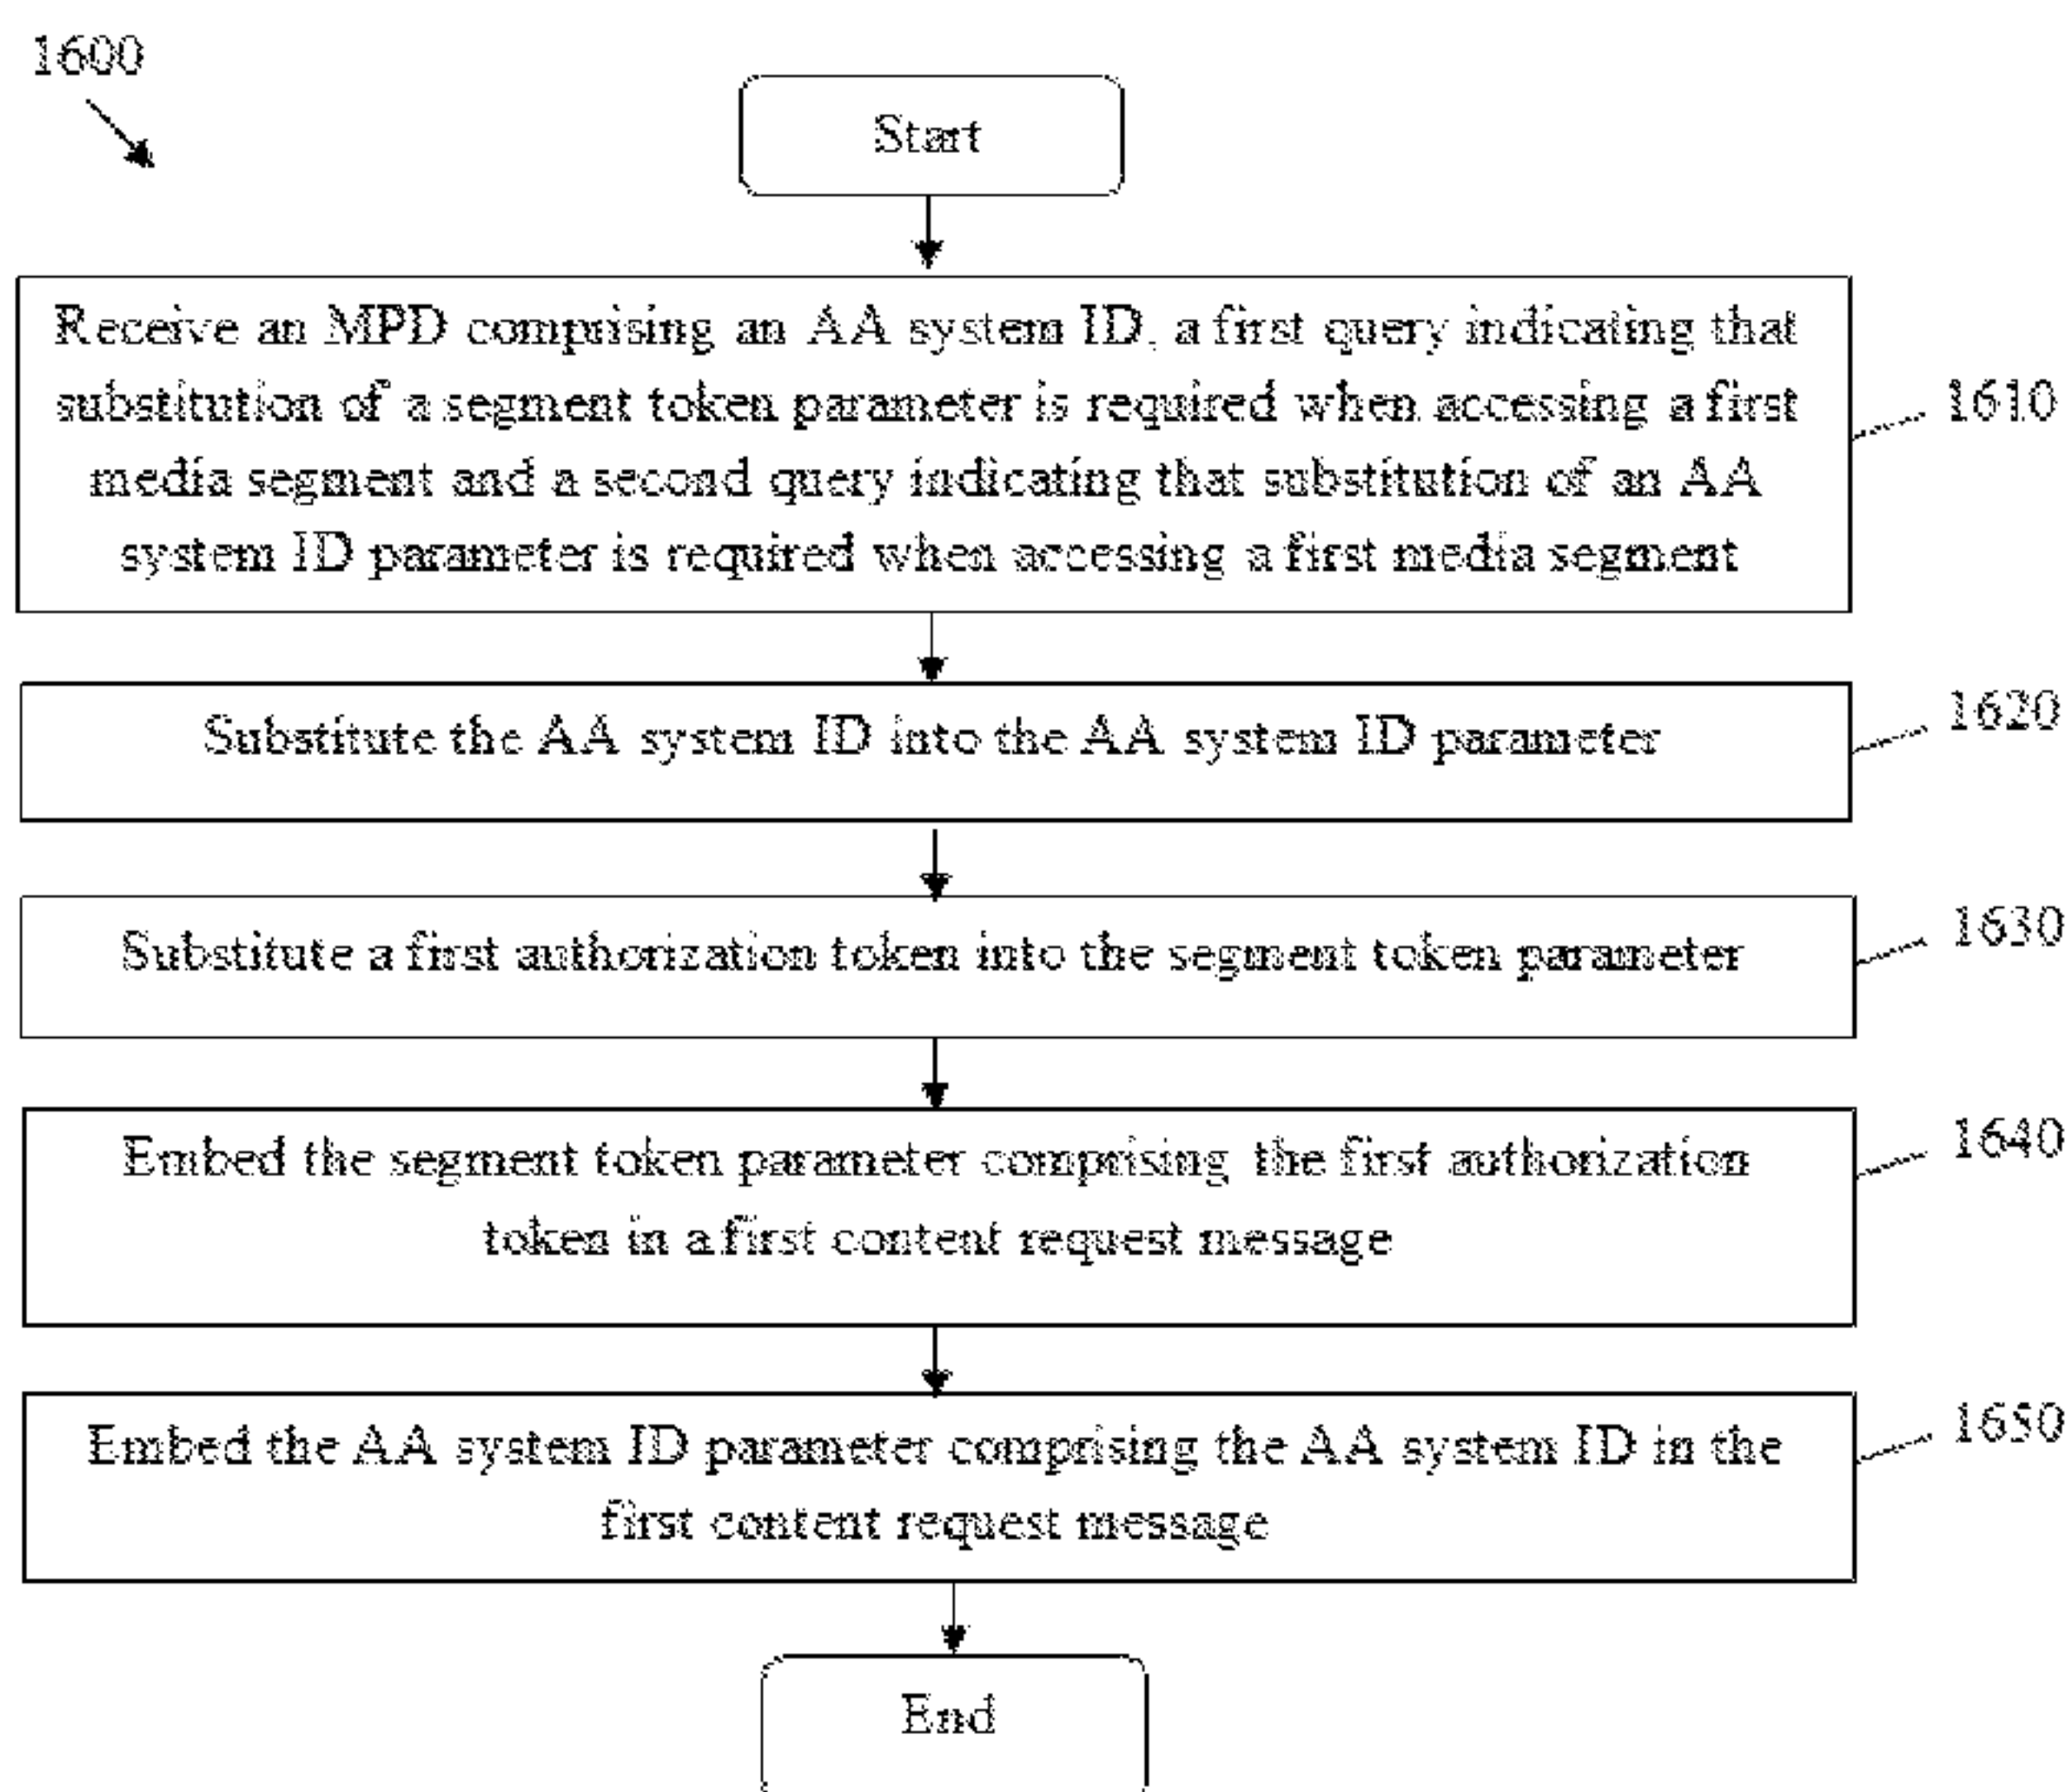 1600
Start
Receive an MPD comprising an AA system ID, a first query indicating that
substitution of a segment token parameter is required when accessing a first
media segment and a second query indicating that substitution of an AA
system ID parameter is required when accessing a first media segment
1610
Substitute the AA system ID into the AA system ID parameter
1620
Substitute a first authorization token into the segment token parameter
1630
Embed the segment token parameter comprising the first authorization
token in a first content request message
1640
Embed the AA system ID parameter comprising the AA system ID in the
first content request message
1650
End